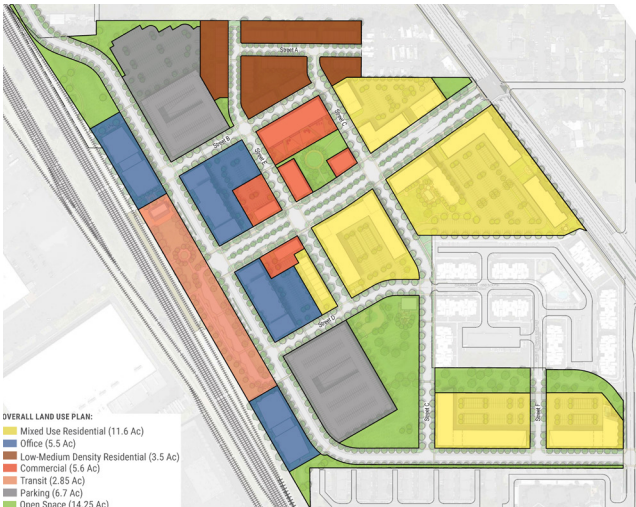 Street A
Street C
Street B
Street E
Street D
Street C
Street F
OVERALL LAND USE PLAN:
Mixed Use Residential (11.6 Ac)
Office (5.5 Ac)
Low-Medium Density Residential (3.5 Ac)
Commercial (5.6 Ac)
Transit (2.85 Ac)
Parking (6.7 Ac)
Open Space (14.25 Ac)